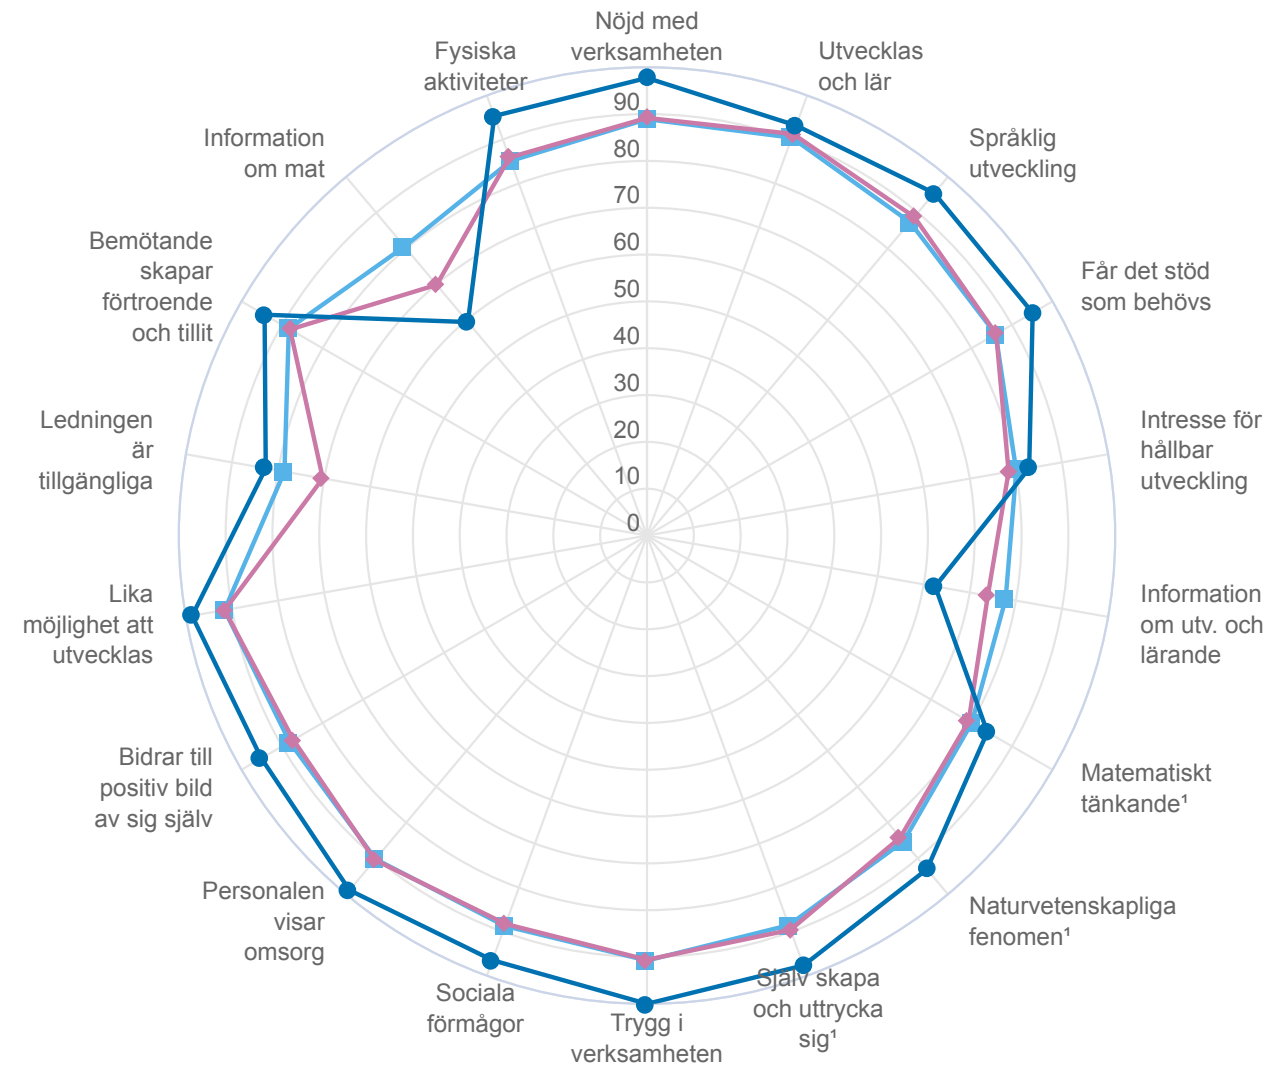 Nöjd med
verksamheten
Utvecklas
och lär
Språklig
utveckling
Får det stöd
som behövs
Intresse för
hållbar
utveckling
Information
om utv. och
lärande
Matematiskt
tänkande¹
Naturvetenskapliga
fenomen¹
Själv skapa
och uttrycka
sig¹
Trygg i
verksamheten
Sociala
förmågor
Personalen
visar
omsorg
Bidrar till
positiv bild
av sig själv
Lika
möjlighet att
utvecklas
Ledningen
är
tillgängliga
Bemötande
skapar
förtroende
och tillit
Information
om mat
Fysiska
aktiviteter
90
80
70
60
50
40
30
20
10
0